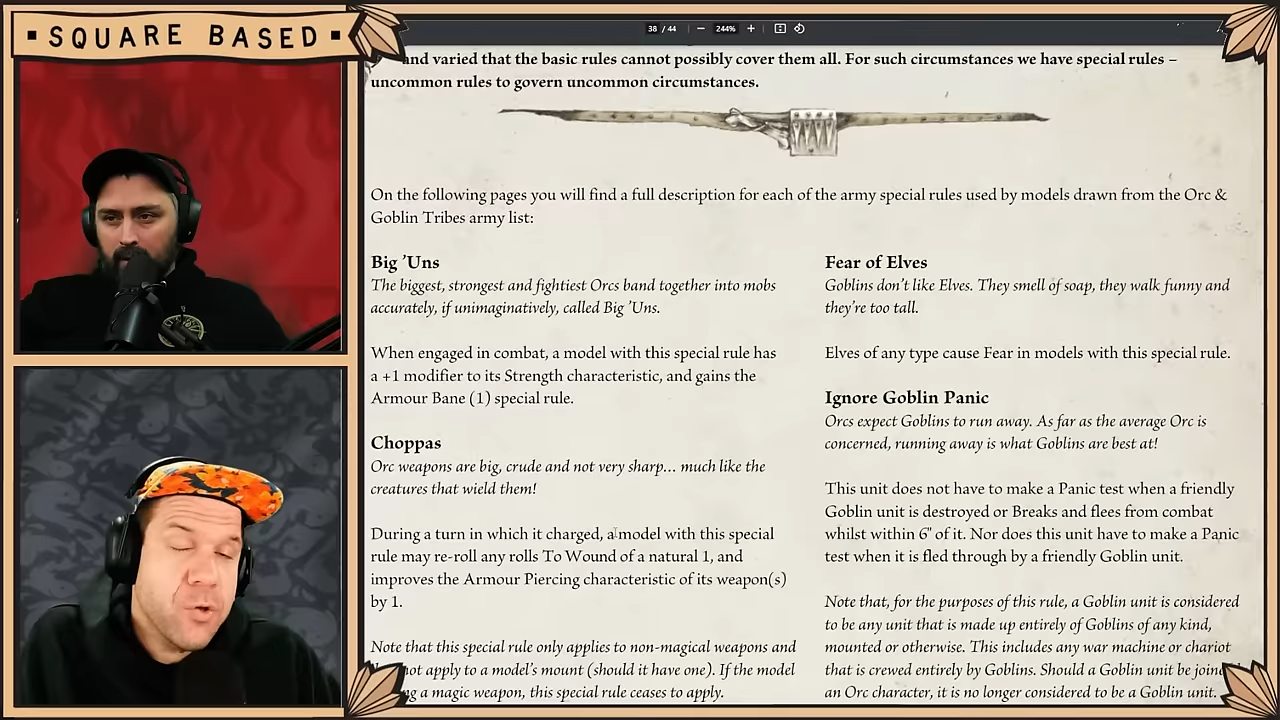 SQUARE BASED
38 / 44
244%
and varied that the basic rules cannot possibly cover them all. For such circumstances we have special rules –
uncommon rules to govern uncommon circumstances.
On the following pages you will find a full description for each of the army special rules used by models drawn from the Orc &
Goblin Tribes army list:
Big ’Uns
The biggest, strongest and fightiest Orcs band together into mobs
accurately, if unimaginatively, called Big ’Uns.
When engaged in combat, a model with this special rule has
a +1 modifier to its Strength characteristic, and gains the
Armour Bane (1) special rule.
Choppas
Orc weapons are big, crude and not very sharp... much like the
creatures that wield them!
During a turn in which it charged, a model with this special
rule may re-roll any rolls To Wound of a natural 1, and
improves the Armour Piercing characteristic of its weapon(s)
by 1.
Note that this special rule only applies to non-magical weapons and
not apply to a model’s mount (should it have one). If the model
a magic weapon, this special rule ceases to apply.
Fear of Elves
Goblins don’t like Elves. They smell of soap, they walk funny and
they’re too tall.
Elves of any type cause Fear in models with this special rule.
Ignore Goblin Panic
Orcs expect Goblins to run away. As far as the average Orc is
concerned, running away is what Goblins are best at!
This unit does not have to make a Panic test when a friendly
Goblin unit is destroyed or Breaks and flees from combat
whilst within 6" of it. Nor does this unit have to make a Panic
test when it is fled through by a friendly Goblin unit.
Note that, for the purposes of this rule, a Goblin unit is considered
to be any unit that is made up entirely of Goblins of any kind,
mounted or otherwise. This includes any war machine or chariot
that is crewed entirely by Goblins. Should a Goblin unit be
an Orc character, it is no longer considered to be a Goblin unit.